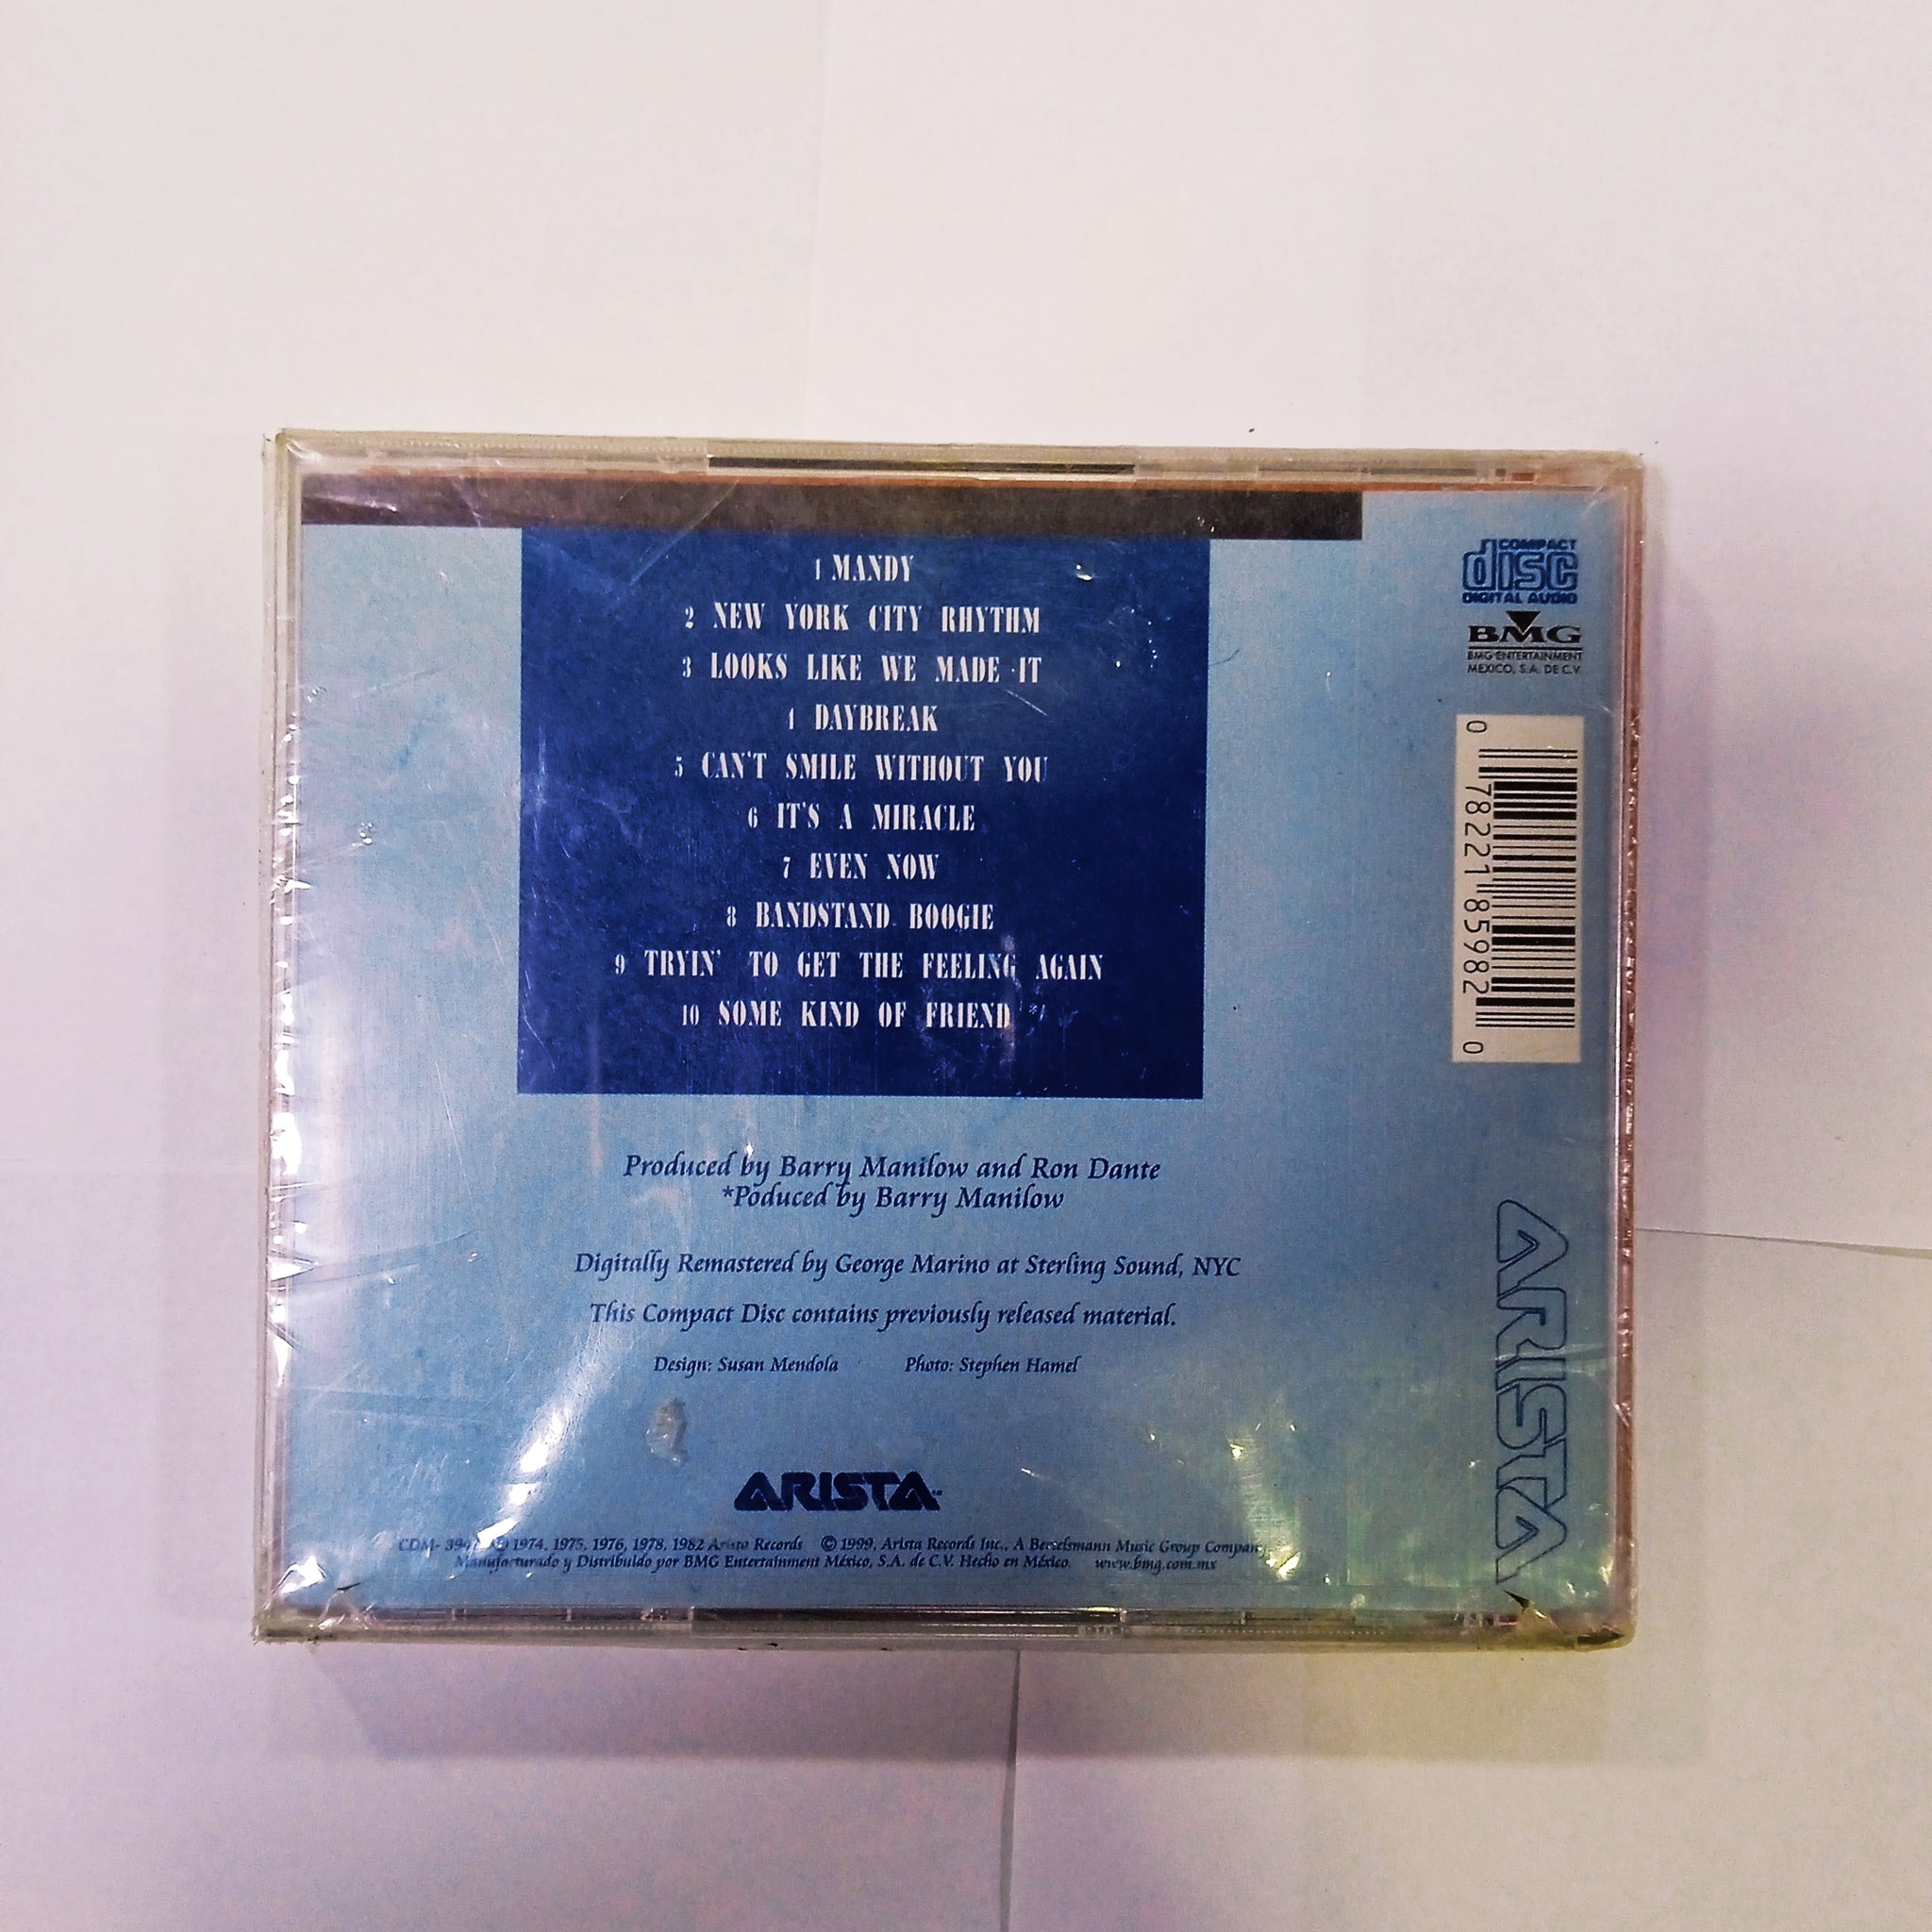 1 MANDY
2 NEW YORK CITY RHYTHM
3 LOOKS LIKE WE MADE IT
4 DAYBREAK
5 CAN'T SMILE WITHOUT YOU
6 IT'S A MIRACLE
7 EVEN NOW
8 BANDSTAND BOOGIE
9 TRYIN' TO GET THE FEELING AGAIN
10 SOME KIND OF FRIEND
Produced by Barry Manilow and Ron Dante
*Poduced by Barry Manilow
Digitally Remastered by George Marino at Sterling Sound, NYC
This Compact Disc contains previously released material.
Design: Susan Mendola Photo: Stephen Hamel
ARISTA
CDM- 1974, 1975, 1976, 1978, 1982 Arista Records © 1999, Arista Records Inc., A Bertelsmann Music Group Company
Manufacturado y Distribuido por BMG Entertainment México, S.A. de C.V. Hecho en México. www.bmg.com.mx
COMPACT
disc
DIGITAL AUDIO
BMG
BMG ENTERTAINMENT
MEXICO, S.A. DE C.V.
0 78221 85982 0
ARISTA